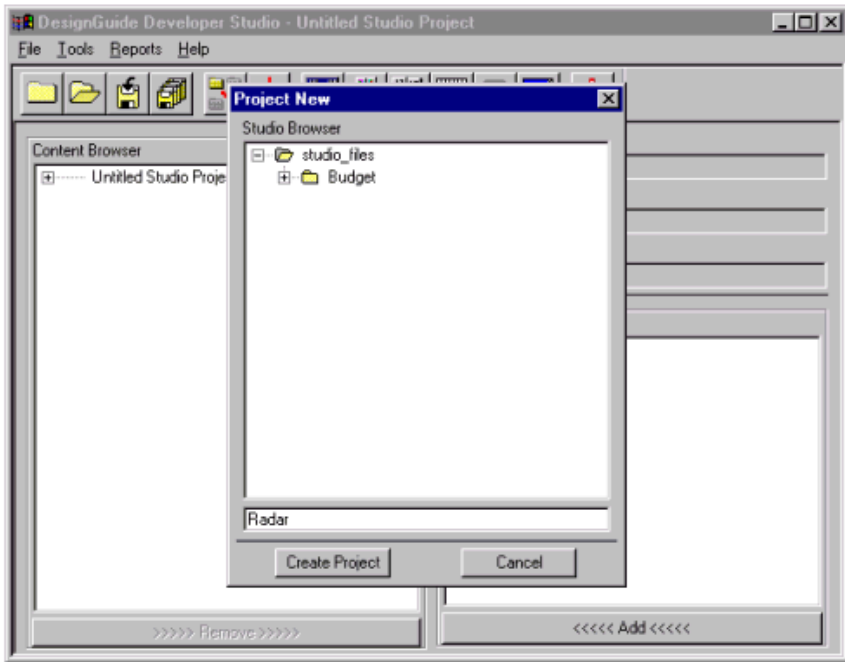 DesignGuide Developer Studio - Untitled Studio Project
File Tools Reports Help
Project New
Studio Browser
Content Browser
studio_files
Untitled Studio Proje
Budget
Radar
Create Project Cancel
>>>>> Remove >>>>>
<<<<< Add <<<<<